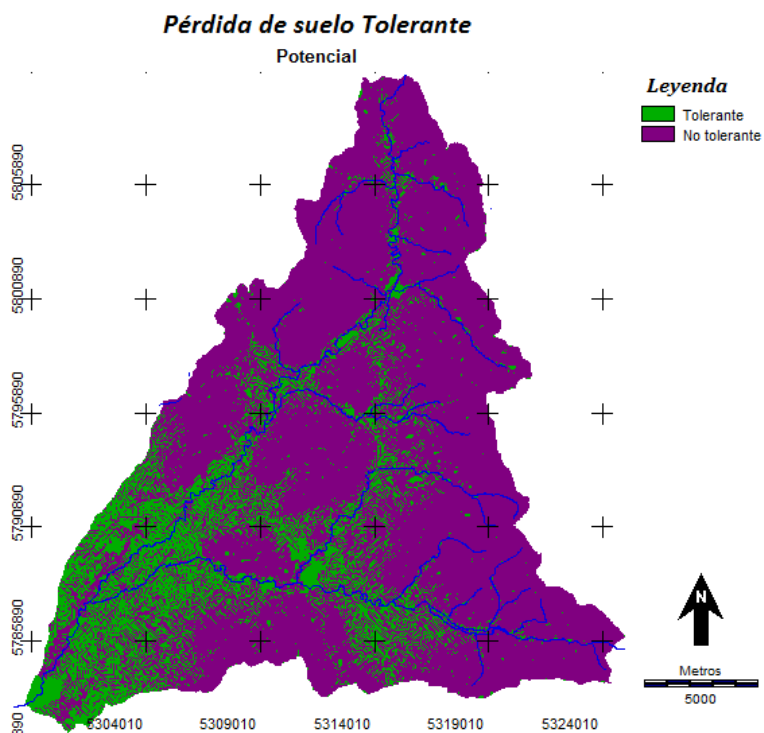 Pérdida de suelo Tolerante
Potencial
Leyenda
Tolerante
No tolerante
5805890
5800890
5795890
5790890
5785890
890
5304010
5309010
5314010
5319010
5324010
N
Metros
5000